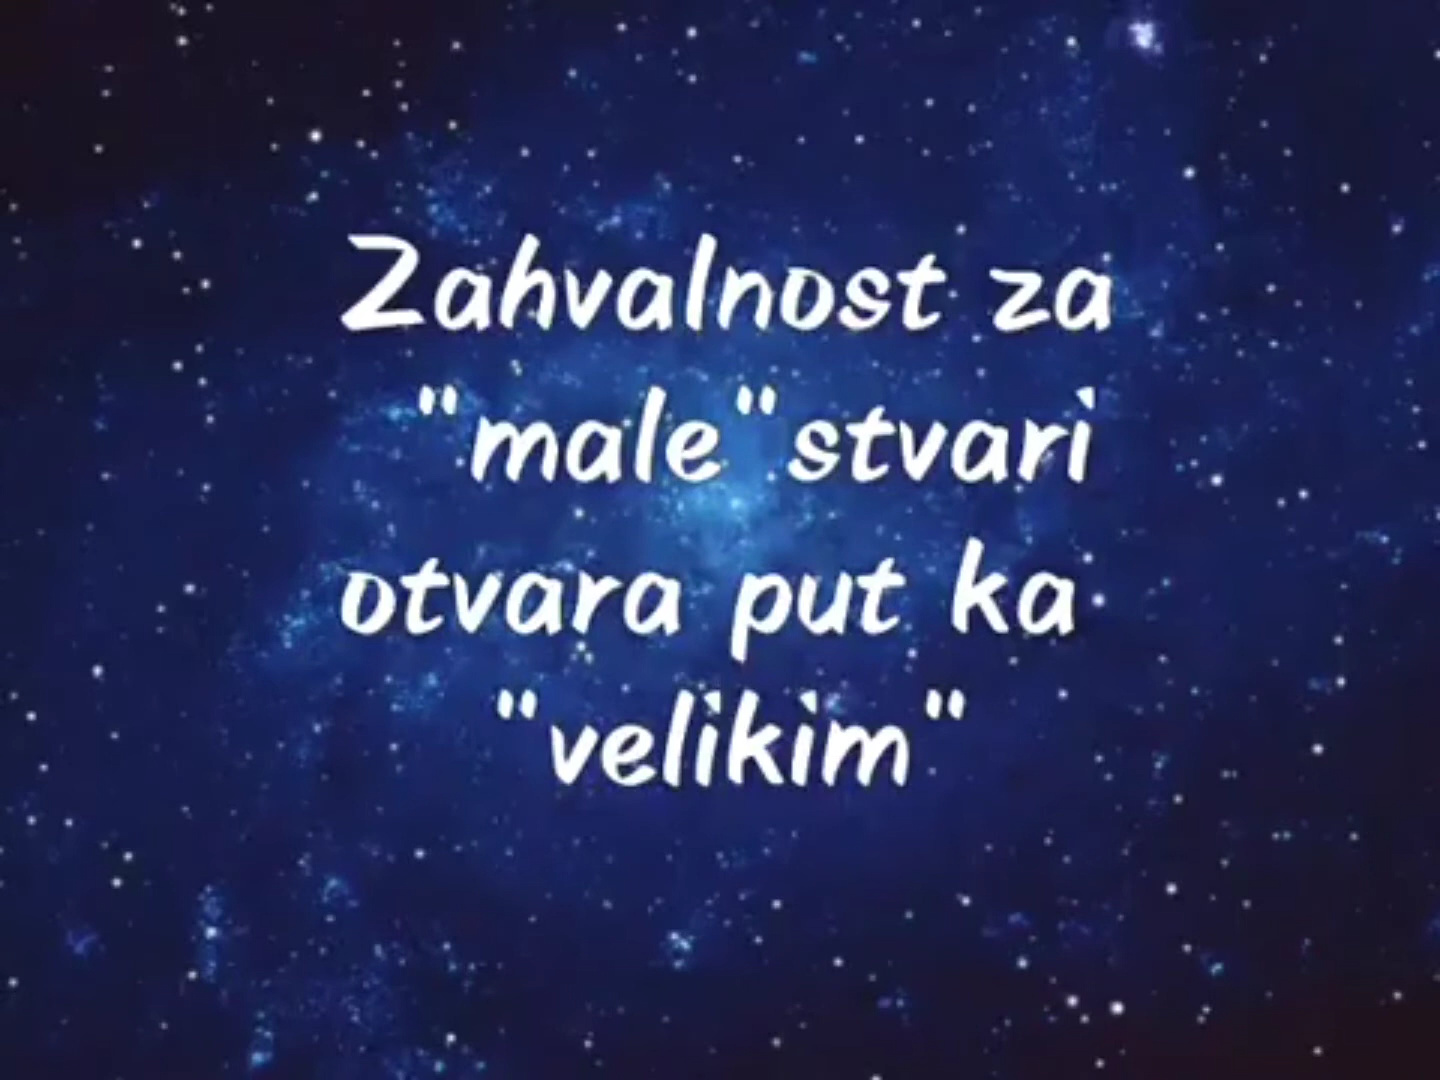 Zahvalnost za
"male"stvari
otvara put ka
"velikim"